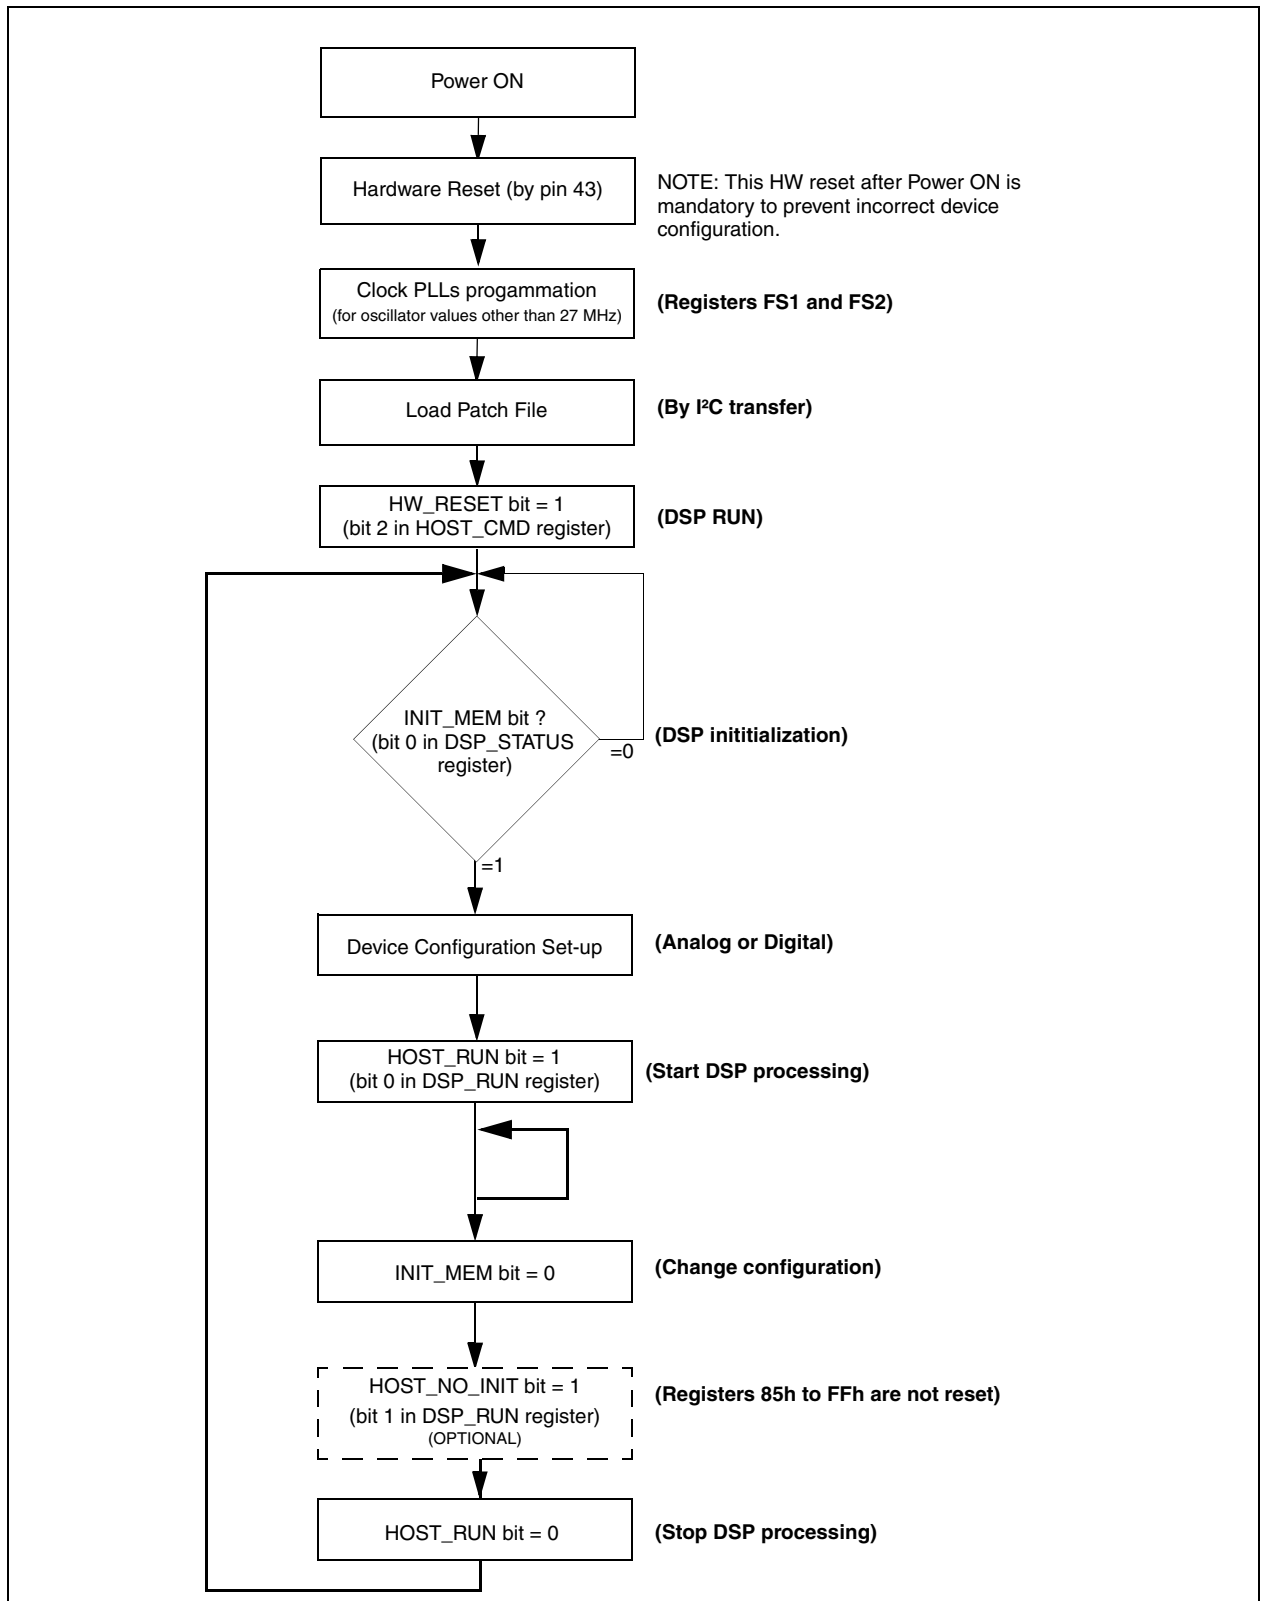 Power ON
Hardware Reset (by pin 43)
NOTE: This HW reset after Power ON is
mandatory to prevent incorrect device
configuration.
Clock PLLs progammation
(for oscillator values other than 27 MHz)
(Registers FS1 and FS2)
Load Patch File
(By I²C transfer)
HW_RESET bit = 1
(bit 2 in HOST_CMD register)
(DSP RUN)
INIT_MEM bit ?
(bit 0 in DSP_STATUS
register)
=0
(DSP inititialization)
=1
Device Configuration Set-up
(Analog or Digital)
HOST_RUN bit = 1
(bit 0 in DSP_RUN register)
(Start DSP processing)
INIT_MEM bit = 0
(Change configuration)
HOST_NO_INIT bit = 1
(bit 1 in DSP_RUN register)
(OPTIONAL)
(Registers 85h to FFh are not reset)
HOST_RUN bit = 0
(Stop DSP processing)